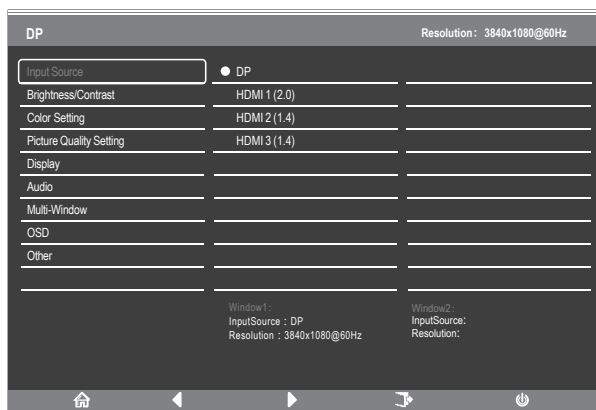 DP Resolution: 3840x1080@60Hz
Input Source DP
Brightness/Contrast HDMI 1 (2.0)
Color Setting HDMI 2 (1.4)
Picture Quality Setting HDMI 3 (1.4)
Display
Audio
Multi-Window
OSD
Other
Window1:
InputSource : DP
Resolution : 3840x1080@60Hz
Window2:
InputSource:
Resolution: